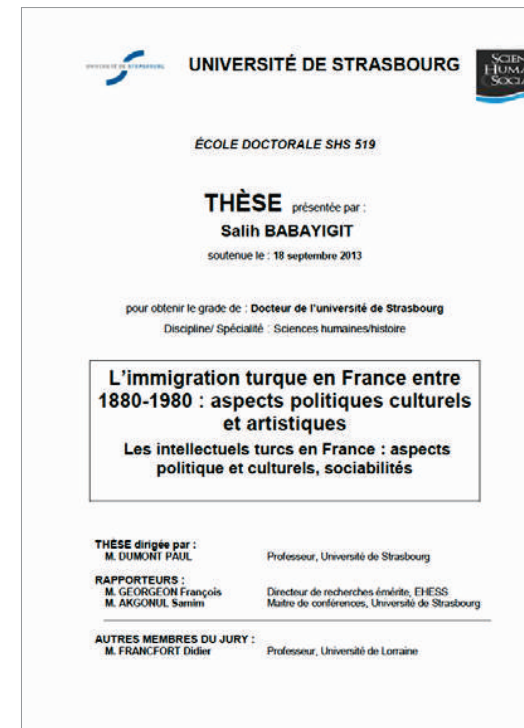 UNIVERSITÉ DE STRASBOURG
UNIVERSITÉ DE STRASBOURG
ÉCOLE DOCTORALE SHS 519
THÈSE présentée par :
Salih BABAYIGIT
soutenue le : 18 septembre 2013
pour obtenir le grade de : Docteur de l'université de Strasbourg
Discipline/ Spécialité : Sciences humaines/histoire
L'immigration turque en France entre
1880-1980 : aspects politiques culturels
et artistiques
Les intellectuels turcs en France : aspects
politique et culturels, sociabilités
THÈSE dirigée par :
M. DUMONT PAUL Professeur, Université de Strasbourg
RAPPORTEURS :
M. GEORGEON François Directeur de recherches émérite, EHESS
M. AKGONUL Samim Maitre de conférences, Université de Strasbourg
AUTRES MEMBRES DU JURY :
M. FRANCFORT Didier Professeur, Université de Lorraine